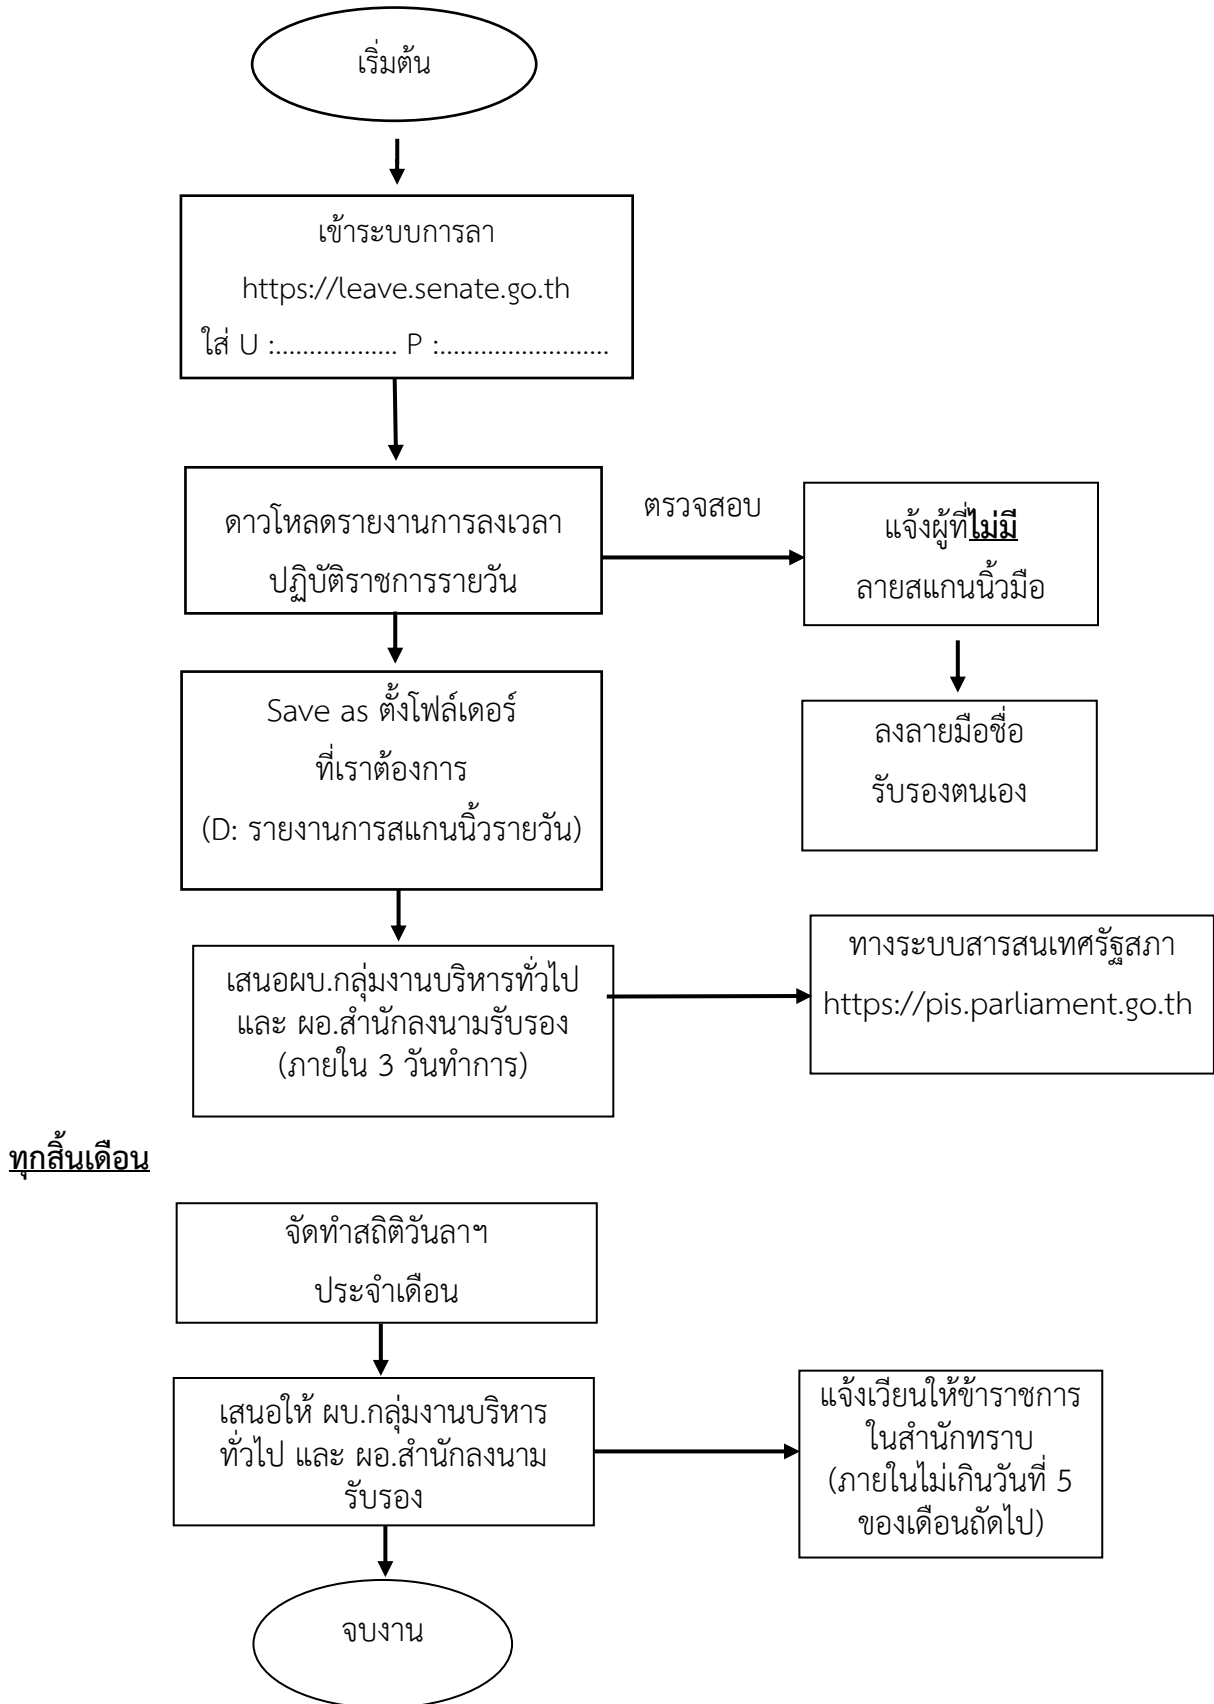 เริ่มต้น
เข้าระบบการลา
https://leave.senate.go.th
ใส่ U :.................. P :.........................
ดาวโหลดรายงานการลงเวลา
ปฏิบัติราชการรายวัน
ตรวจสอบ
แจ้งผู้ที่ไม่มี
ลายสแกนนิ้วมือ
ลงลายมือชื่อ
รับรองตนเอง
Save as ตั้งโฟล์เดอร์
ที่เราต้องการ
(D: รายงานการสแกนนิ้วรายวัน)
เสนอผบ.กลุ่มงานบริหารทั่วไป
และ ผอ.สำนักลงนามรับรอง
(ภายใน 3 วันทำการ)
ทางระบบสารสนเทศรัฐสภา
https://pis.parliament.go.th
ทุกสิ้นเดือน
จัดทำสถิติวันลาฯ
ประจำเดือน
เสนอให้ ผบ.กลุ่มงานบริหาร
ทั่วไป และ ผอ.สำนักลงนาม
รับรอง
แจ้งเวียนให้ข้าราชการ
ในสำนักทราบ
(ภายในไม่เกินวันที่ 5
ของเดือนถัดไป)
จบงาน